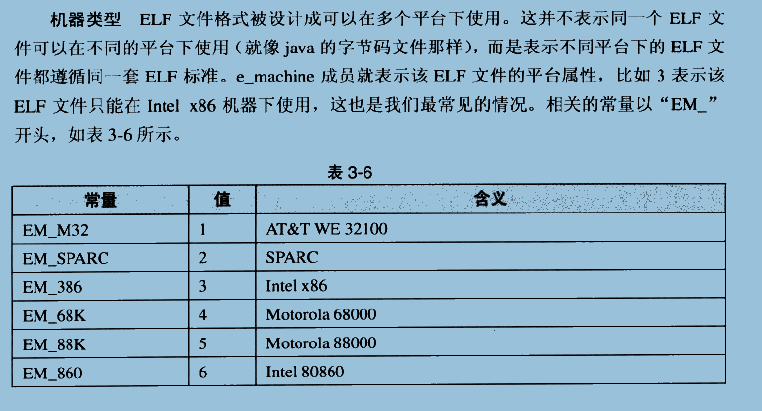 机器类型 ELF 文件格式被设计成可以在多个平台下使用。这并不表示同一个 ELF 文
件可以在不同的平台下使用（就像 java 的字节码文件那样），而是表示不同平台下的 ELF 文
件都遵循同一套 ELF 标准。e_machine 成员就表示该 ELF 文件的平台属性，比如 3 表示该
ELF 文件只能在 Intel x86 机器下使用，这也是我们最常见的情况。相关的常量以“EM_”
开头，如表 3-6 所示。
表 3-6
常量 值 含义
EM_M32 1 AT&T WE 32100
EM_SPARC 2 SPARC
EM_386 3 Intel x86
EM_68K 4 Motorola 68000
EM_88K 5 Motorola 88000
EM_860 6 Intel 80860